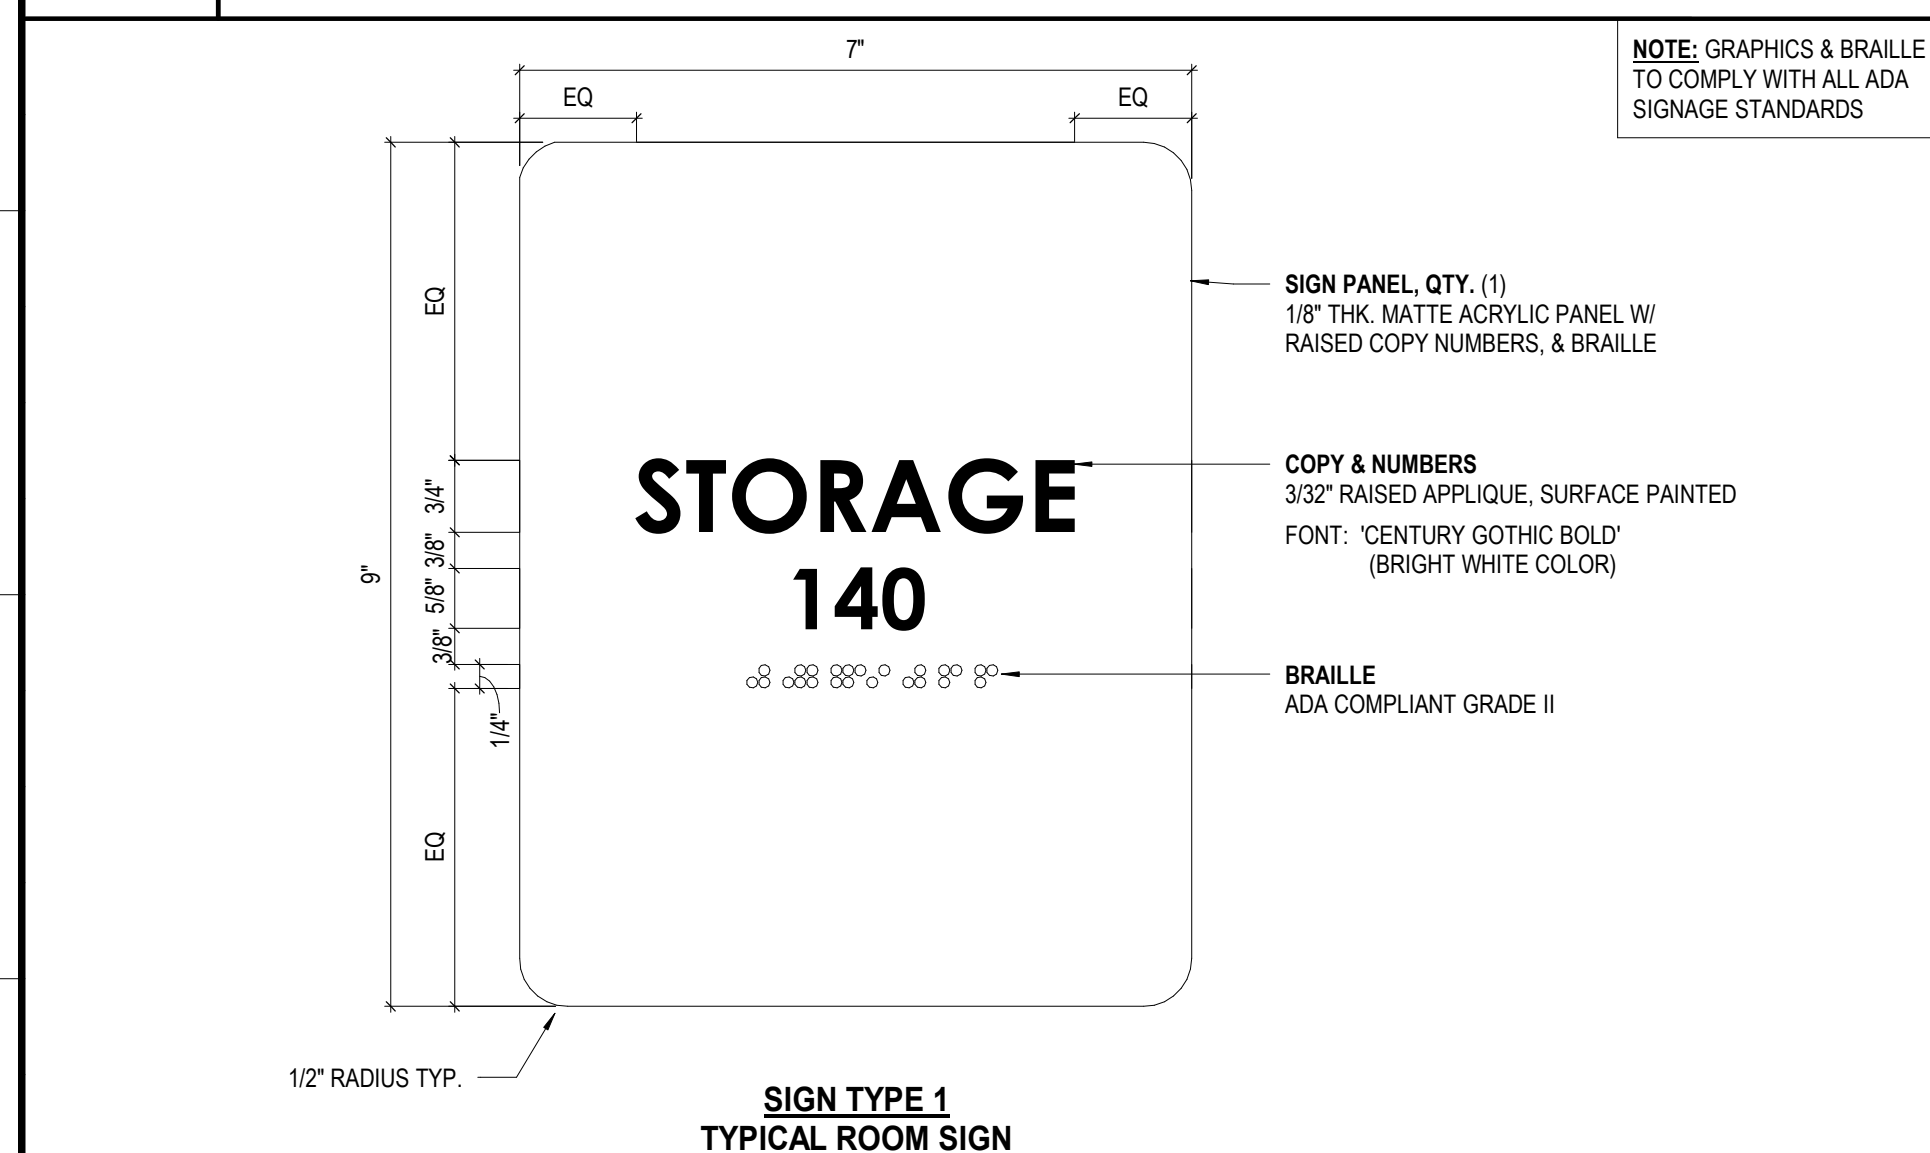 7"
NOTE: GRAPHICS & BRAILLE
TO COMPLY WITH ALL ADA
SIGNAGE STANDARDS
EQ
EQ
EQ
SIGN PANEL, QTY. (1)
1/8" THK. MATTE ACRYLIC PANEL W/
RAISED COPY NUMBERS, & BRAILLE
STORAGE
140
3/4"
3/8"
5/8"
3/8"
1/4"
9"
COPY & NUMBERS
3/32" RAISED APPLIQUE, SURFACE PAINTED
FONT: 'CENTURY GOTHIC BOLD'
(BRIGHT WHITE COLOR)
BRAILLE
ADA COMPLIANT GRADE II
EQ
1/2" RADIUS TYP.
SIGN TYPE 1
TYPICAL ROOM SIGN